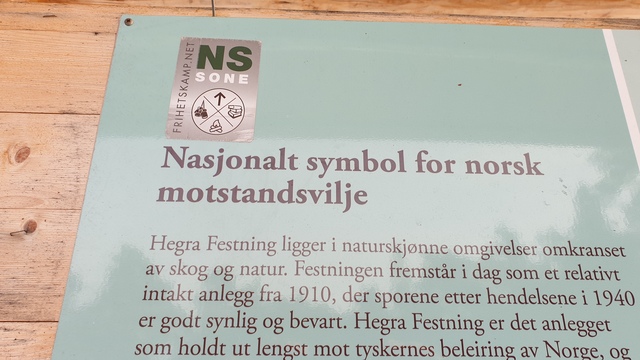 NS
SONE
FRIHETSKAMP.NET
Nasjonalt symbol for norsk
motstandsvilje
Hegra Festning ligger i naturskjønne omgivelser omkranset
av skog og natur. Festningen fremstår i dag som et relativt
intakt anlegg fra 1910, der sporene etter hendelsene i 1940
er godt synlig og bevart. Hegra Festning er det anlegget
som holdt ut lengst mot tyskernes beleiring av Norge, og